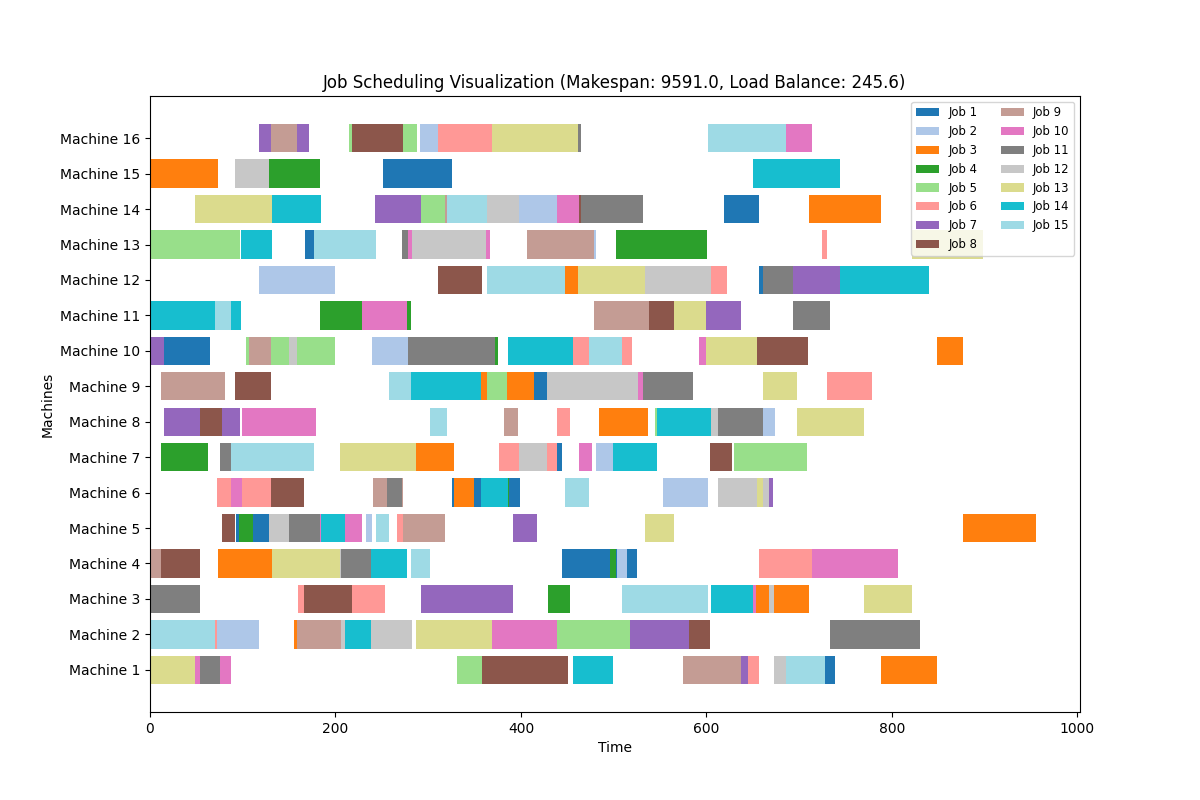 Job Scheduling Visualization (Makespan: 9591.0, Load Balance: 245.6)
Machines
Machine 16
Machine 15
Machine 14
Machine 13
Machine 12
Machine 11
Machine 10
Machine 9
Machine 8
Machine 7
Machine 6
Machine 5
Machine 4
Machine 3
Machine 2
Machine 1
0 200 400 600 800 1000
Time
Job 1
Job 2
Job 3
Job 4
Job 5
Job 6
Job 7
Job 8
Job 9
Job 10
Job 11
Job 12
Job 13
Job 14
Job 15